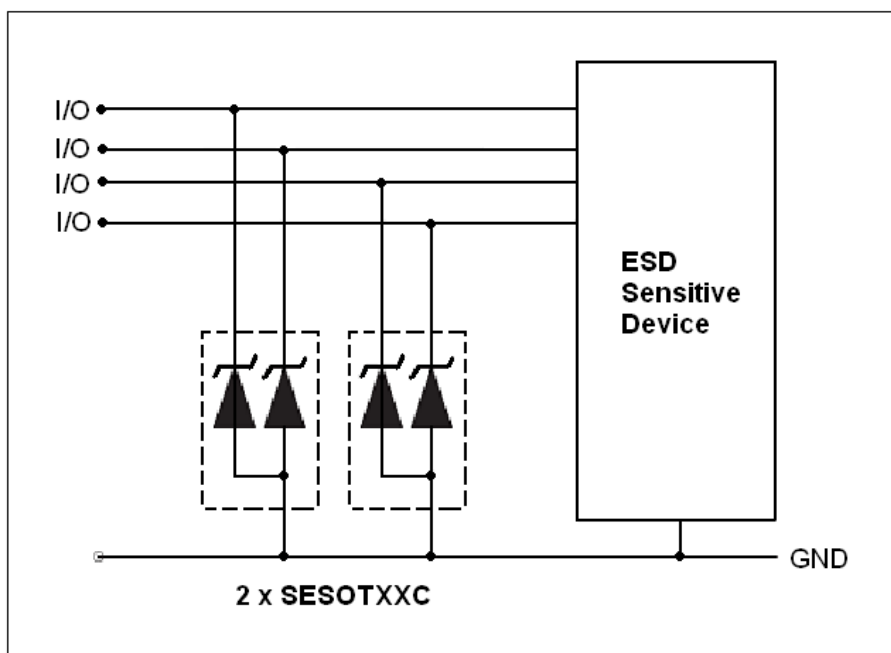 I/O
I/O
I/O
I/O
ESD
Sensitive
Device
GND
2 x SESOTXXC